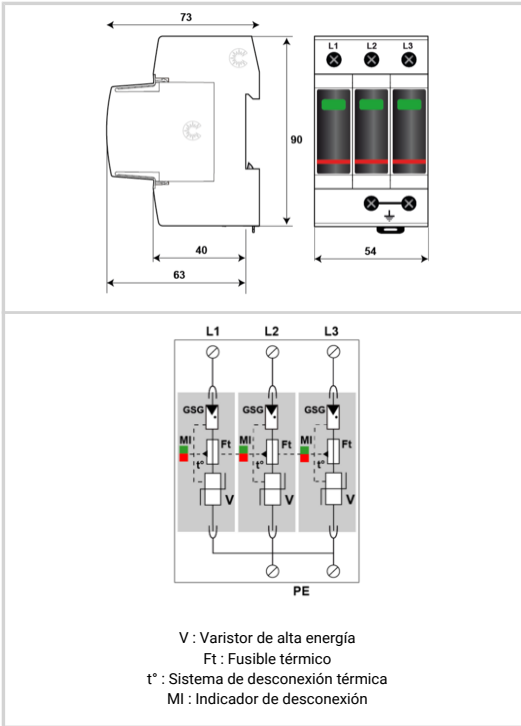 73
L1 L2 L3
90
40
54
63
L1 L2 L3
GSG GSG GSG
MI Ft MI Ft MI Ft
t° t° t°
V V V
PE
V : Varistor de alta energía
Ft : Fusible térmico
t° : Sistema de desconexión térmica
MI : Indicador de desconexión